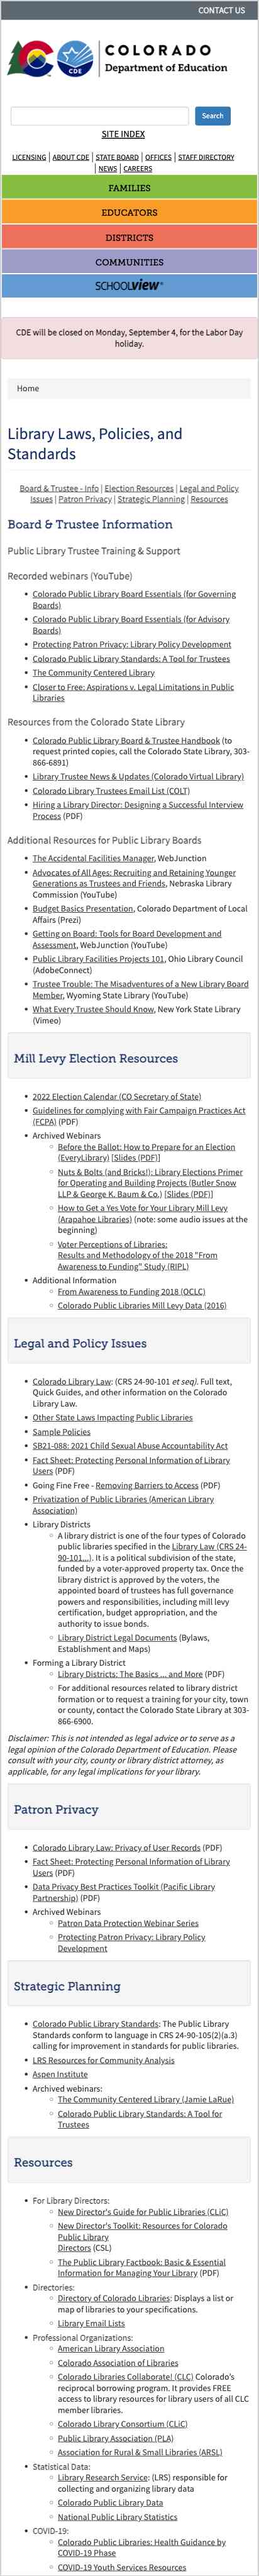 CONTACT US
COLORADO
Department of Education
CDE
Search
SITE INDEX
LICENSING | ABOUT CDE | STATE BOARD | OFFICES | STAFF DIRECTORY
| NEWS | CAREERS
FAMILIES
EDUCATORS
DISTRICTS
COMMUNITIES
SCHOOLVIEW®
CDE will be closed on Monday, September 4, for the Labor Day
holiday.
Home
Library Laws, Policies, and
Standards
Board & Trustee - Info | Election Resources | Legal and Policy
Issues | Patron Privacy | Strategic Planning | Resources
Board & Trustee Information
Public Library Trustee Training & Support
Recorded webinars (YouTube)
• Colorado Public Library Board Essentials (for Governing
Boards)
• Colorado Public Library Board Essentials (for Advisory
Boards)
• Protecting Patron Privacy: Library Policy Development
• Colorado Public Library Standards: A Tool for Trustees
• The Community Centered Library
• Closer to Free: Aspirations v. Legal Limitations in Public
Libraries
Resources from the Colorado State Library
• Colorado Public Library Board & Trustee Handbook (to
request printed copies, call the Colorado State Library, 303-
866-6891)
• Library Trustee News & Updates (Colorado Virtual Library)
• Colorado Library Trustees Email List (COLT)
• Hiring a Library Director: Designing a Successful Interview
Process (PDF)
Additional Resources for Public Library Boards
• The Accidental Facilities Manager, WebJunction
• Advocates of All Ages: Recruiting and Retaining Younger
Generations as Trustees and Friends, Nebraska Library
Commission (YouTube)
• Budget Basics Presentation, Colorado Department of Local
Affairs (Prezi)
• Getting on Board: Tools for Board Development and
Assessment, WebJunction (YouTube)
• Public Library Facilities Projects 101, Ohio Library Council
(AdobeConnect)
• Trustee Trouble: The Misadventures of a New Library Board
Member, Wyoming State Library (YouTube)
• What Every Trustee Should Know, New York State Library
(Vimeo)
Mill Levy Election Resources
• 2022 Election Calendar (CO Secretary of State)
• Guidelines for complying with Fair Campaign Practices Act
(FCPA) (PDF)
• Archived Webinars
◦ Before the Ballot: How to Prepare for an Election
(EveryLibrary) [Slides (PDF)]
◦ Nuts & Bolts (and Bricks!): Library Elections Primer
for Operating and Building Projects (Butler Snow
LLP & George K. Baum & Co.) [Slides (PDF)]
◦ How to Get a Yes Vote for Your Library Mill Levy
(Arapahoe Libraries) (note: some audio issues at the
beginning)
◦ Voter Perceptions of Libraries:
Results and Methodology of the 2018 "From
Awareness to Funding" Study (RIPL)
• Additional Information
◦ From Awareness to Funding 2018 (OCLC)
◦ Colorado Public Libraries Mill Levy Data (2016)
Legal and Policy Issues
• Colorado Library Law: (CRS 24-90-101 et seq). Full text,
Quick Guides, and other information on the Colorado
Library Law.
• Other State Laws Impacting Public Libraries
• Sample Policies
• SB21-088: 2021 Child Sexual Abuse Accountability Act
• Fact Sheet: Protecting Personal Information of Library
Users (PDF)
• Going Fine Free - Removing Barriers to Access (PDF)
• Privatization of Public Libraries (American Library
Association)
• Library Districts
◦ A library district is one of the four types of Colorado
public libraries specified in the Library Law (CRS 24-
90-101...). It is a political subdivision of the state,
funded by a voter-approved property tax. Once the
library district is approved by the voters, the
appointed board of trustees has full governance
powers and responsibilities, including mill levy
certification, budget appropriation, and the
authority to issue bonds.
◦ Library District Legal Documents (Bylaws,
Establishment and Maps)
• Forming a Library District
◦ Library Districts: The Basics ... and More (PDF)
◦ For additional resources related to library district
formation or to request a training for your city, town
or county, contact the Colorado State Library at 303-
866-6900.
Disclaimer: This is not intended as legal advice or to serve as a
legal opinion of the Colorado Department of Education. Please
consult with your city, county or library district attorney, as
applicable, for any legal implications for your library.
Patron Privacy
• Colorado Library Law: Privacy of User Records (PDF)
• Fact Sheet: Protecting Personal Information of Library
Users (PDF)
• Data Privacy Best Practices Toolkit (Pacific Library
Partnership) (PDF)
• Archived Webinars
◦ Patron Data Protection Webinar Series
◦ Protecting Patron Privacy: Library Policy
Development
Strategic Planning
• Colorado Public Library Standards: The Public Library
Standards conform to language in CRS 24-90-105(2)(a.3)
calling for improvement in standards for public libraries.
• LRS Resources for Community Analysis
• Aspen Institute
• Archived webinars:
◦ The Community Centered Library (Jamie LaRue)
◦ Colorado Public Library Standards: A Tool for
Trustees
Resources
• For Library Directors:
◦ New Director's Guide for Public Libraries (CLiC)
◦ New Director's Toolkit: Resources for Colorado
Public Library
Directors (CSL)
◦ The Public Library Factbook: Basic & Essential
Information for Managing Your Library (PDF)
• Directories:
◦ Directory of Colorado Libraries: Displays a list or
map of libraries to your specifications.
◦ Library Email Lists
• Professional Organizations:
◦ American Library Association
◦ Colorado Association of Libraries
◦ Colorado Libraries Collaborate! (CLC) Colorado's
reciprocal borrowing program. It provides FREE
access to library resources for library users of all CLC
member libraries.
◦ Colorado Library Consortium (CLiC)
◦ Public Library Association (PLA)
◦ Association for Rural & Small Libraries (ARSL)
• Statistical Data:
◦ Library Research Service: (LRS) responsible for
collecting and organizing library data
◦ Colorado Public Library Data
◦ National Public Library Statistics
• COVID-19:
◦ Colorado Public Libraries: Health Guidance by
COVID-19 Phase
◦ COVID-19 Youth Services Resources